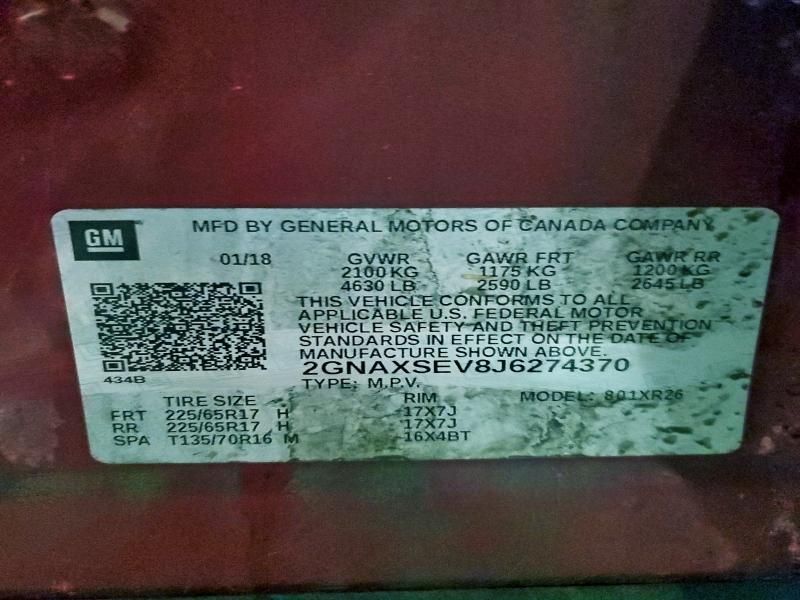 GM
MFD BY GENERAL MOTORS OF CANADA COMPANY
01/18 GVWR GAWR FRT GAWR RR
2100 KG 1175 KG 1200 KG
4630 LB 2590 LB 2645 LB
THIS VEHICLE CONFORMS TO ALL
APPLICABLE U.S. FEDERAL MOTOR
VEHICLE SAFETY AND THEFT PREVENTION
STANDARDS IN EFFECT ON THE DATE OF
MANUFACTURE SHOWN ABOVE.
2GNAXSEV8J6274370
434B
TYPE: M.P.V.
TIRE SIZE RIM MODEL: 801XR26
FRT 225/65R17 H 17X7J
RR 225/65R17 H 17X7J
SPA T135/70R16 M 16X4BT